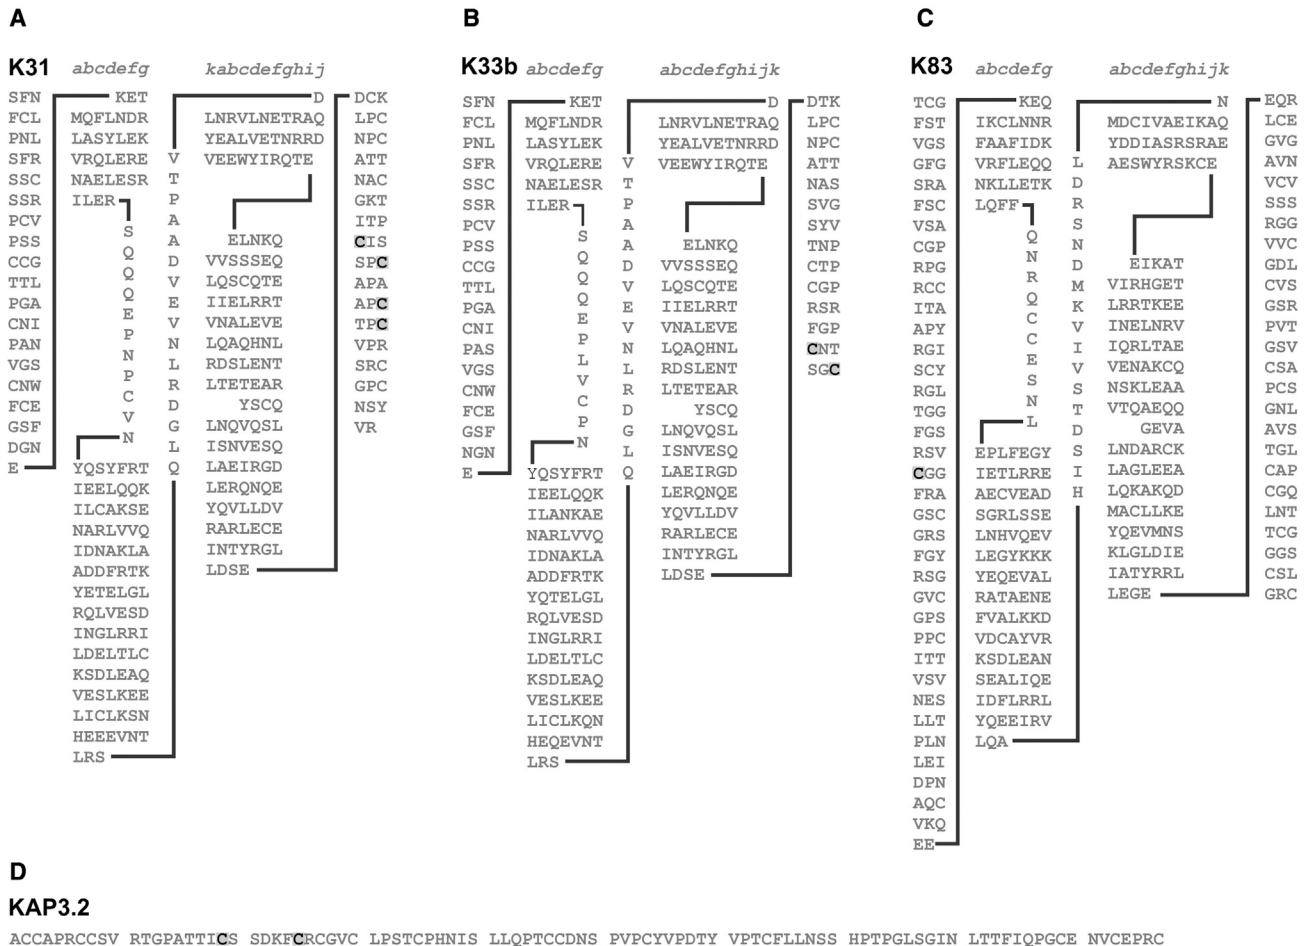 A
K31
abcdefg
kabcdefghij
SFN
FCL
PNL
SFR
SSC
SSR
PCV
PSS
CCG
TTL
PGA
CNI
PAN
VGS
CNW
FCE
GSF
DGN
E
KET
MQFLNDR
LASYLEK
VRQLERE
NAELESR
ILER
S
Q
Q
Q
E
P
N
P
C
V
N
YQSYFRT
IEELQQK
ILCAKSE
NARLVVQ
IDNAKLA
ADDFRTK
YETELGL
RQLVESD
INGLRRI
LDELTLC
KSDLEAQ
VESLKEE
LICLKSN
HEEEVNT
LRS
V
T
P
A
A
D
V
E
V
N
L
R
D
G
L
Q
D
LNRVLNETRAQ
YEALVETNRRD
VEEWYIRQTE
ELNKQ
VVSSSEQ
LQSCQTE
IIELRRT
VNALEVE
LQAQHNL
RDSLENT
LTETEAR
YSCQ
LNQVQSL
ISNVESQ
LAEIRGD
LERQNQE
YQVLLDV
RARLECE
INTYRGL
LDSE
DCK
LPC
NPC
ATT
NAC
GKT
ITP
CIS
SPC
APA
APC
TPC
VPR
SRC
GPC
NSY
VR
B
K33b
abcdefg
abcdefghijk
SFN
FCL
PNL
SFR
SSC
SSR
PCV
PSS
CCG
TTL
PGA
CNI
PAS
VGS
CNW
FCE
GSF
NGN
E
KET
MQFLNDR
LASYLEK
VRQLERE
NAELESR
ILER
S
Q
Q
Q
E
P
L
V
C
P
N
YQSYFRT
IEELQQK
ILANKAE
NARLVVQ
IDNAKLA
ADDFRTK
YQTELGL
RQLVESD
INGLRRI
LDELTLC
KSDLEAQ
VESLKEE
LICLKQN
HEQEVNT
LRS
V
T
P
A
A
D
V
E
V
N
L
R
D
G
L
Q
D
LNRVLNETRAQ
YEALVETNRRD
VEEWYIRQTE
ELNKQ
VVSSSEQ
LQSCQTE
IIELRRT
VNALEVE
LQAQHNL
RDSLENT
LTETEAR
YSCQ
LNQVQSL
ISNVESQ
LAEIRGD
LERQNQE
YQVLLDV
RARLECE
INTYRGL
LDSE
DTK
LPC
NPC
ATT
NAS
SVG
SYV
TNP
CTP
CGP
RSR
FGP
CNT
SGC
C
K83
abcdefg
abcdefghijk
TCG
FST
VGS
GFG
SRA
FSC
VSA
CGP
RPG
RCC
ITA
APY
RGI
SCY
RGL
TGG
FGS
RSV
CGG
FRA
GSC
GRS
FGY
RSG
GVC
GPS
PPC
ITT
VSV
NES
LLT
PLN
LEI
DPN
AQC
VKQ
EE
KEQ
IKCLNNR
FAAFIDK
VRFLEQQ
NKLLETK
LQFF
Q
N
R
Q
C
C
E
S
N
L
EPLFEGY
IETLRRE
AECVEAD
SGRLSSE
LNHVQEV
LEGYKKK
YEQEVAL
RATAENE
FVALKKD
VDCAYVR
KSDLEAN
SEALIQE
IDFLRRL
YQEEIRV
LQA
L
D
R
S
N
D
M
K
V
I
V
S
T
D
S
I
H
N
MDCIVAEIKAQ
YDDIASRSRAE
AESWYRSKCE
EIKAT
VIRHGET
LRRTKEE
INELNRV
IQRLTAE
VENAKCQ
NSKLEAA
VTQAEQQ
GEVA
LNDARCK
LAGLEEA
LQKAKQD
MACLLKE
YQEVMNS
KLGLDIE
IATYRRL
LEGE
EQR
LCE
GVG
AVN
VCV
SSS
RGG
VVC
GDL
CVS
GSR
PVT
GSV
CSA
PCS
GNL
AVS
TGL
CAP
CGQ
LNT
TCG
GGS
CSL
GRC
D
KAP3.2
ACCAPRCCSV RTGPATTICS SDKFCRCGVC LPSTCPHNIS LLQPTCCDNS PVPCYVPDTY VPTCFLLNSS HPTPGLSGIN LTTFIQPGCE NVCEPRC